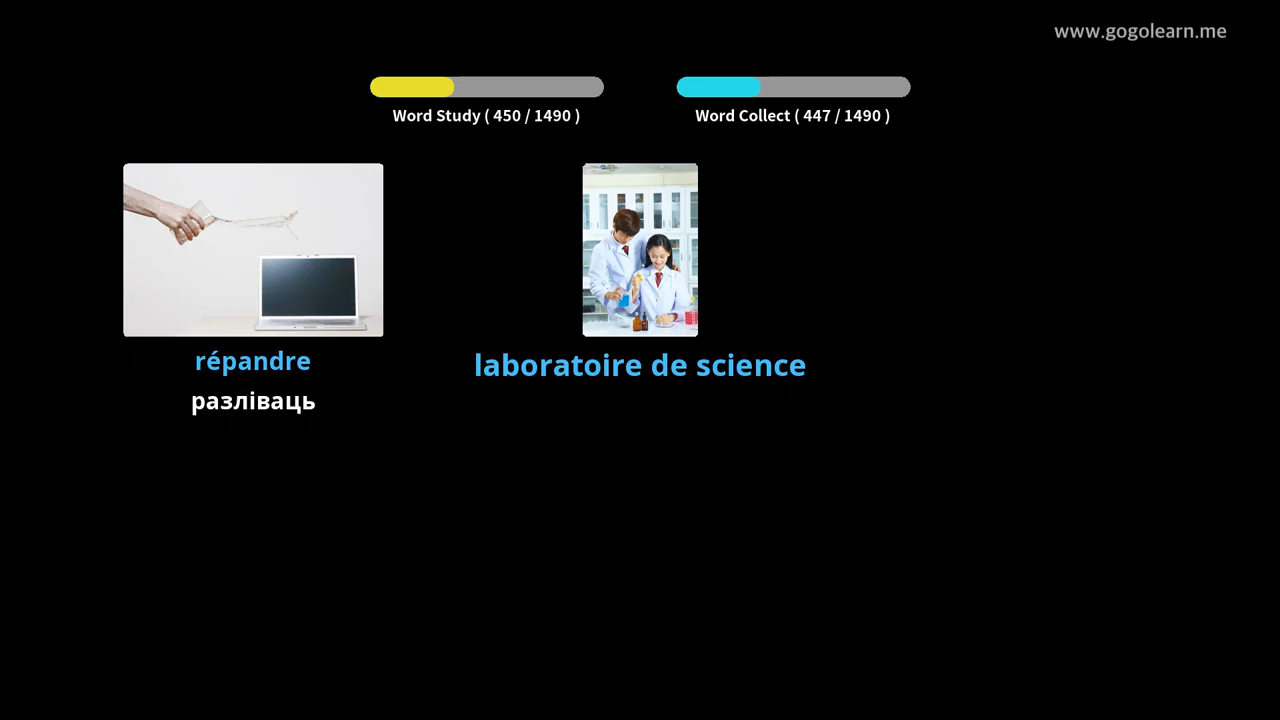 www.gogolearn.me
Word Study ( 450 / 1490 )
Word Collect ( 447 / 1490 )
répandre
разліваць
laboratoire de science